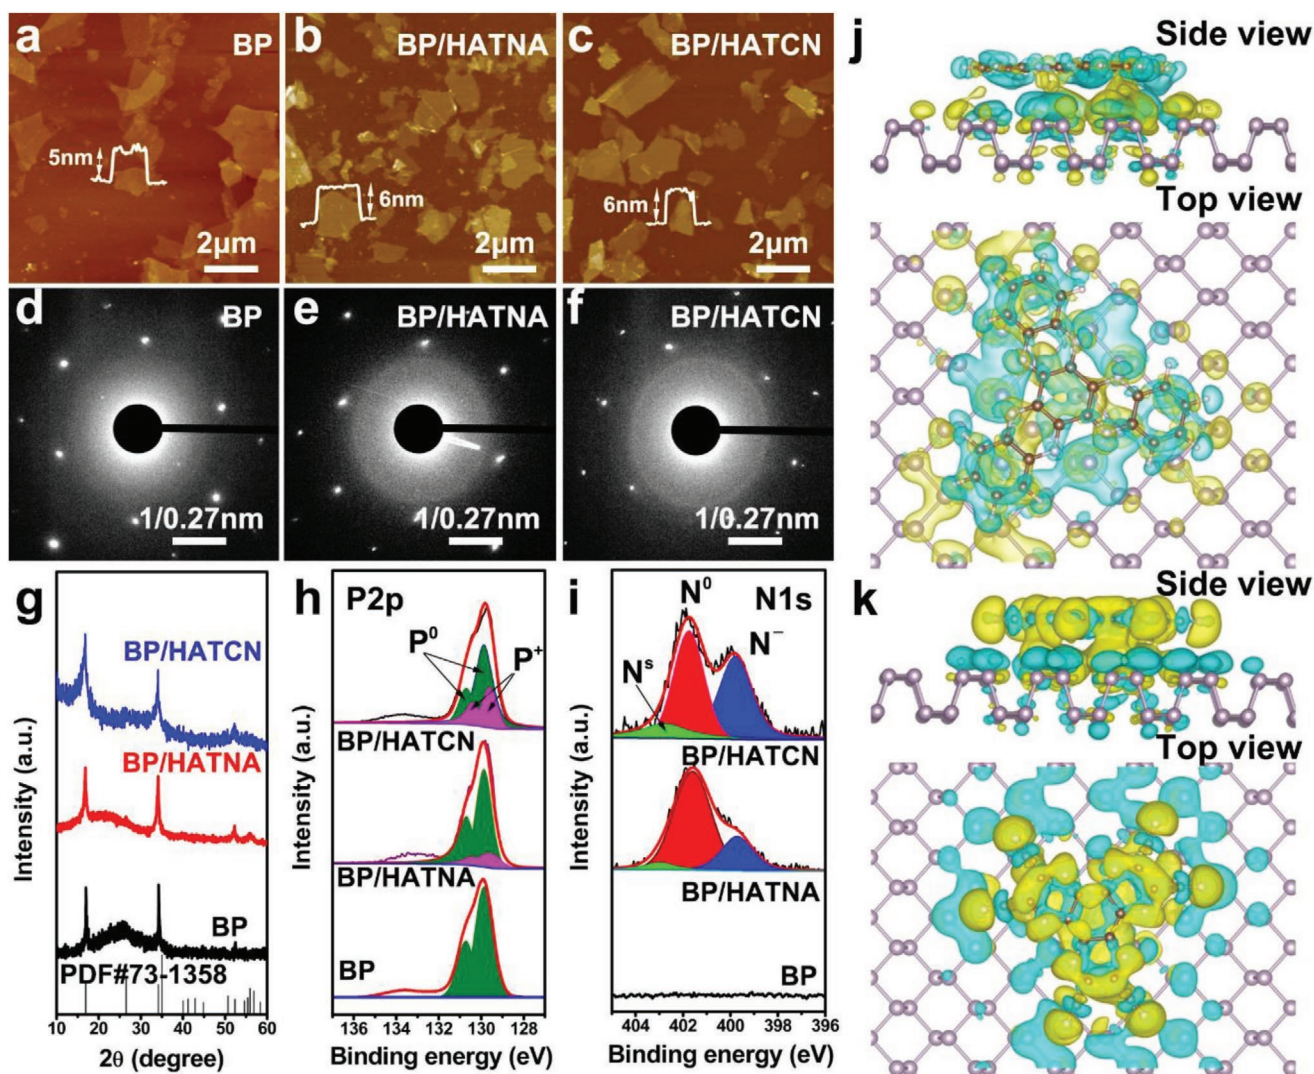 a
BP
5nm
2μm
b
BP/HATNA
6nm
2μm
c
BP/HATCN
6nm
2μm
d
BP
1/0.27nm
e
BP/HATNA
1/0.27nm
f
BP/HATCN
1/0.27nm
g
BP/HATCN
BP/HATNA
BP
PDF#73-1358
Intensity (a.u.)
10 20 30 40 50 60
2θ (degree)
h
P2p
P⁰
P⁺
BP/HATCN
BP/HATNA
BP
Intensity (a.u.)
136 134 132 130 128
Binding energy (eV)
i
N1s
N⁰
N⁻
Nˢ
BP/HATCN
BP/HATNA
BP
Intensity (a.u.)
404 402 400 398 396
Binding energy (eV)
j
Side view
Top view
k
Side view
Top view